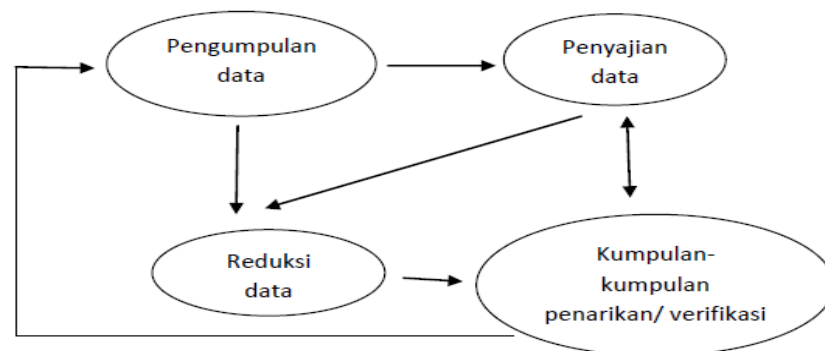 Pengumpulan
data
Penyajian
data
Reduksi
data
Kumpulan-
kumpulan
penarikan/ verifikasi